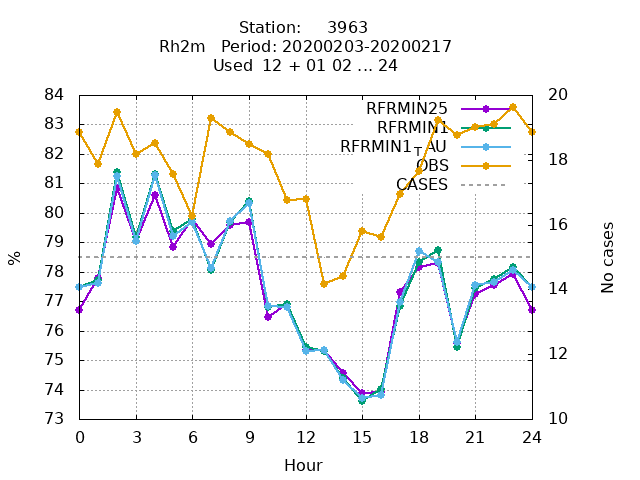 Station: 3963
Rh2m Period: 20200203-20200217
Used 12 + 01 02 ... 24
84 20
83 RFRMIN25
RFRMIN1
82 18
RFRMIN1_TAU
OBS
81 CASES
80 16
79
78 14
77
76
75 12
74
73 10
0 3 6 9 12 15 18 21 24
Hour
%
No cases